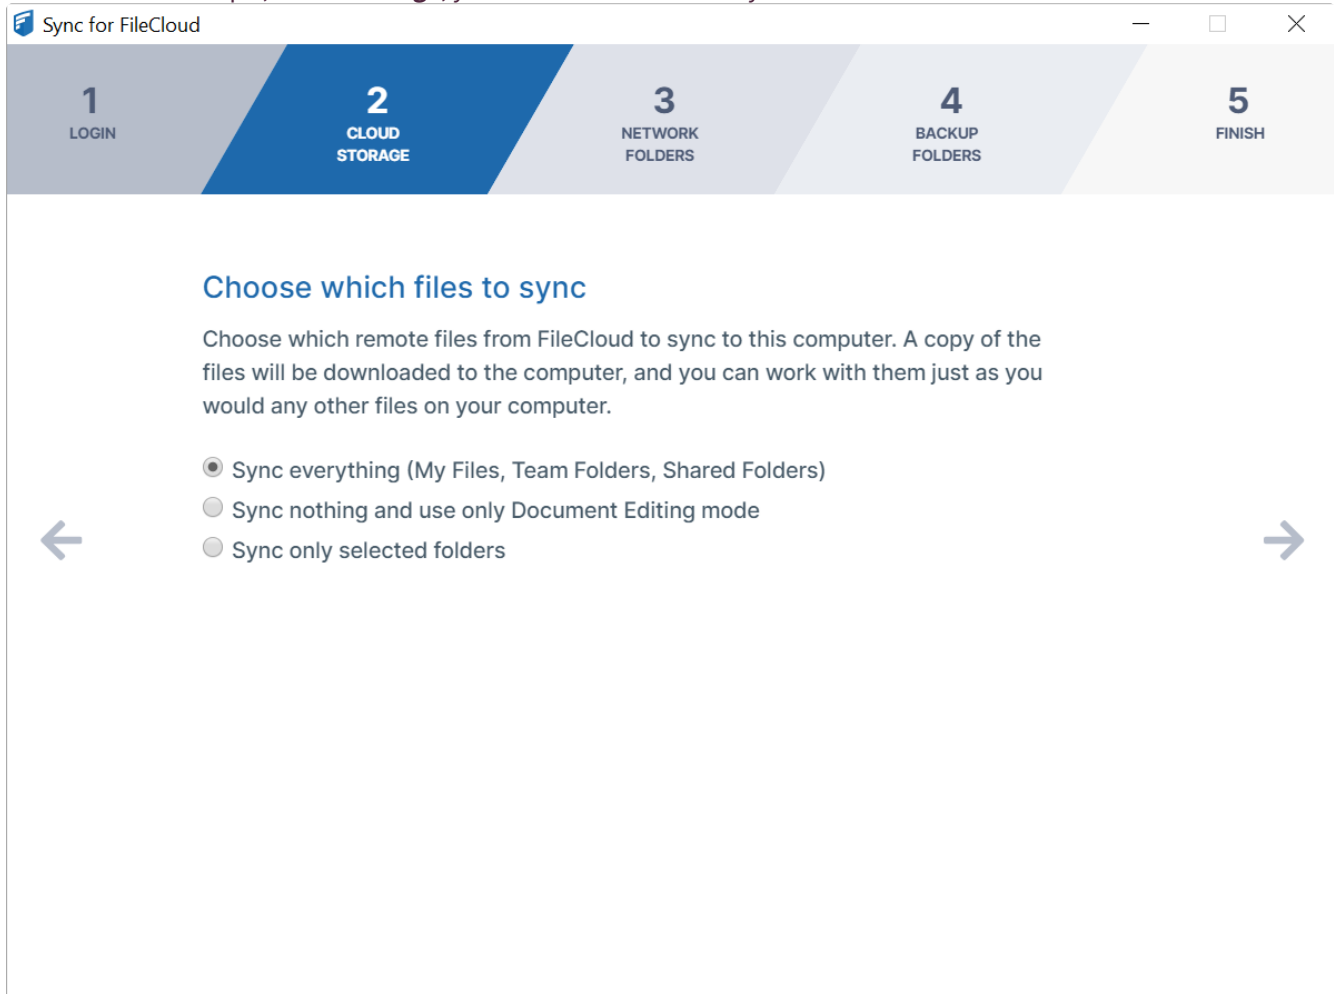 Sync for FileCloud
1
LOGIN
2
CLOUD
STORAGE
3
NETWORK
FOLDERS
4
BACKUP
FOLDERS
5
FINISH
Choose which files to sync
Choose which remote files from FileCloud to sync to this computer. A copy of the
files will be downloaded to the computer, and you can work with them just as you
would any other files on your computer.
Sync everything (My Files, Team Folders, Shared Folders)
Sync nothing and use only Document Editing mode
Sync only selected folders